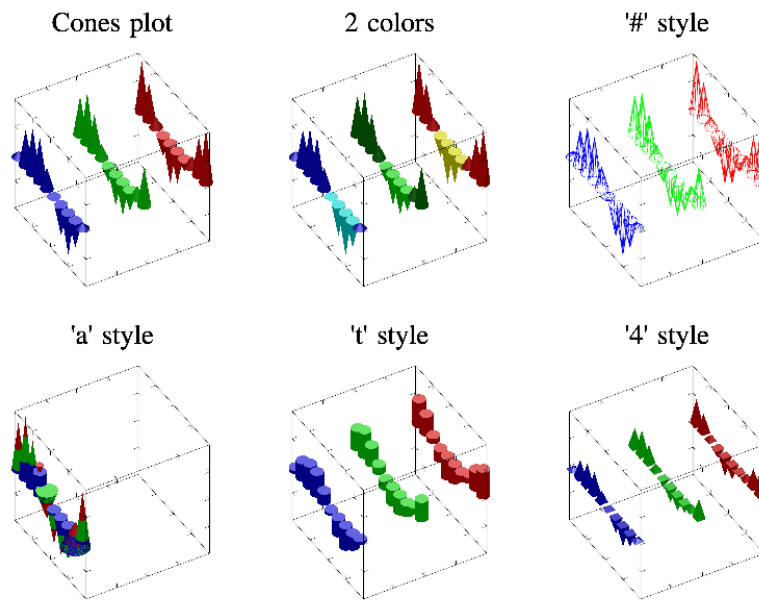 Cones plot
2 colors
'#' style
'a' style
't' style
'4' style